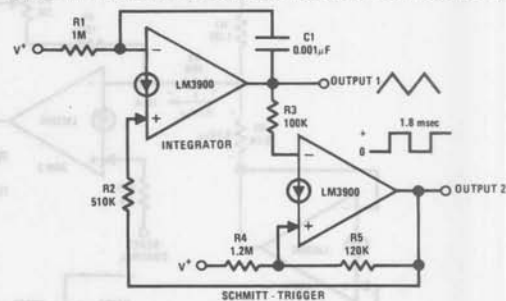 R1
1M
V+
C1
0.001µF
−
LM3900
+
INTEGRATOR
OUTPUT 1
R3
100K
1.8 msec
+
0
R2
510K
−
LM3900
+
OUTPUT 2
R4
1.2M
R5
120K
V+
SCHMITT - TRIGGER